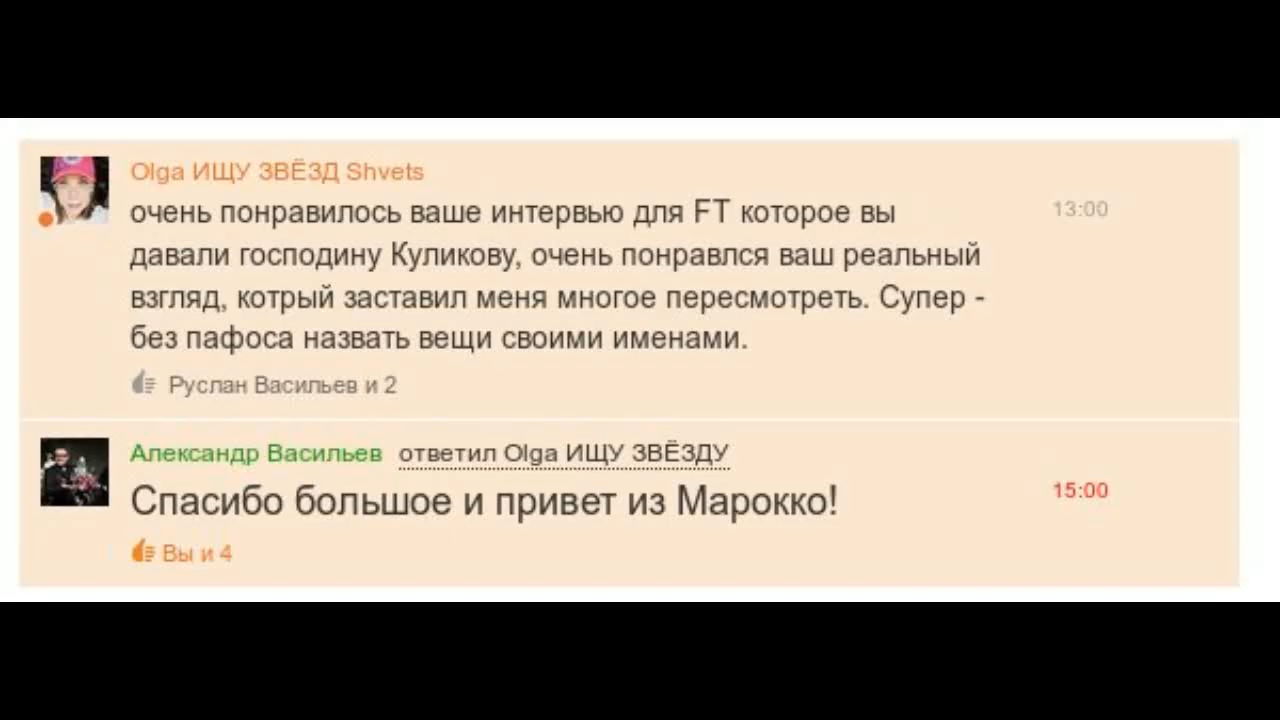 Olga ИЩУ ЗВЁЗД Shvets
очень понравилось ваше интервью для FT которое вы
13:00
давали господину Куликову, очень понравлся ваш реальный
взгляд, котрый заставил меня многое пересмотреть. Супер -
без пафоса назвать вещи своими именами.
Руслан Васильев и 2
Александр Васильев ответил Olga ИЩУ ЗВЁЗДУ
Спасибо большое и привет из Марокко!
15:00
Вы и 4